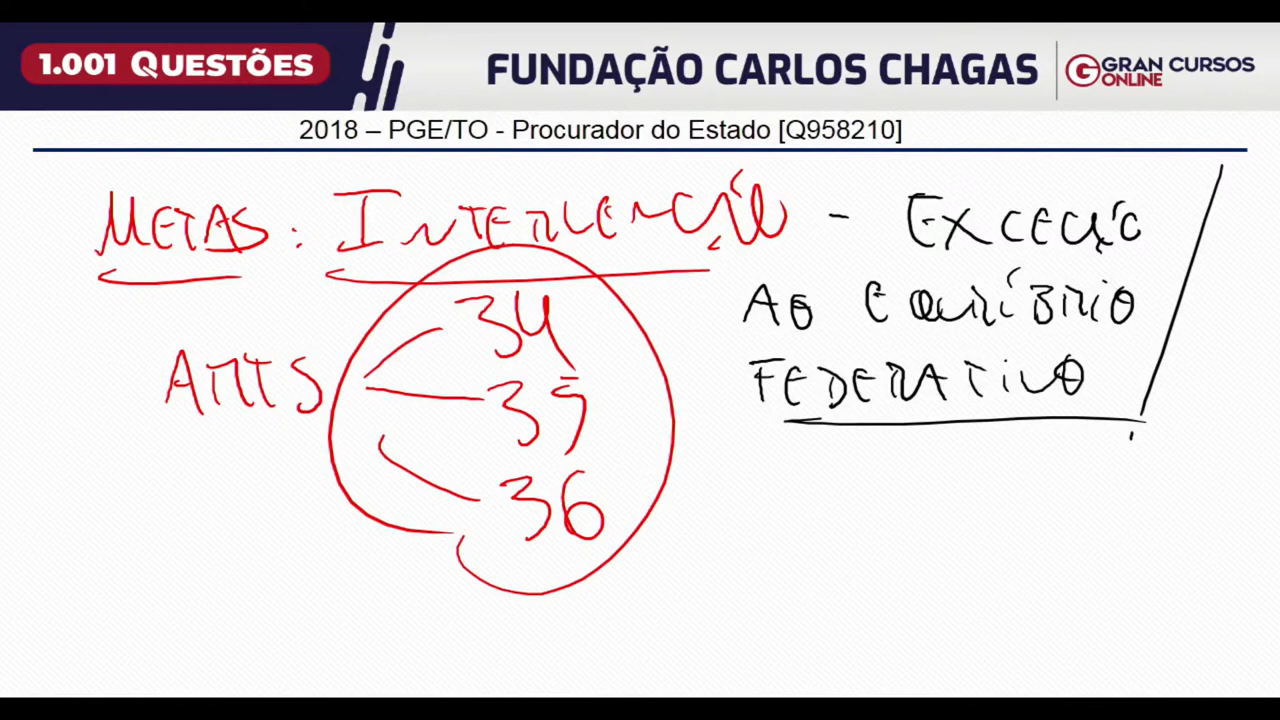 1.001 QUESTÕES
FUNDAÇÃO CARLOS CHAGAS
GRAN CURSOS
ONLINE
2018 – PGE/TO - Procurador do Estado [Q958210]
METAS: INTERVENÇÃO - EXCEÇÃO
AO EQUILÍBRIO
FEDERATIVO
ARTS
34
35
36